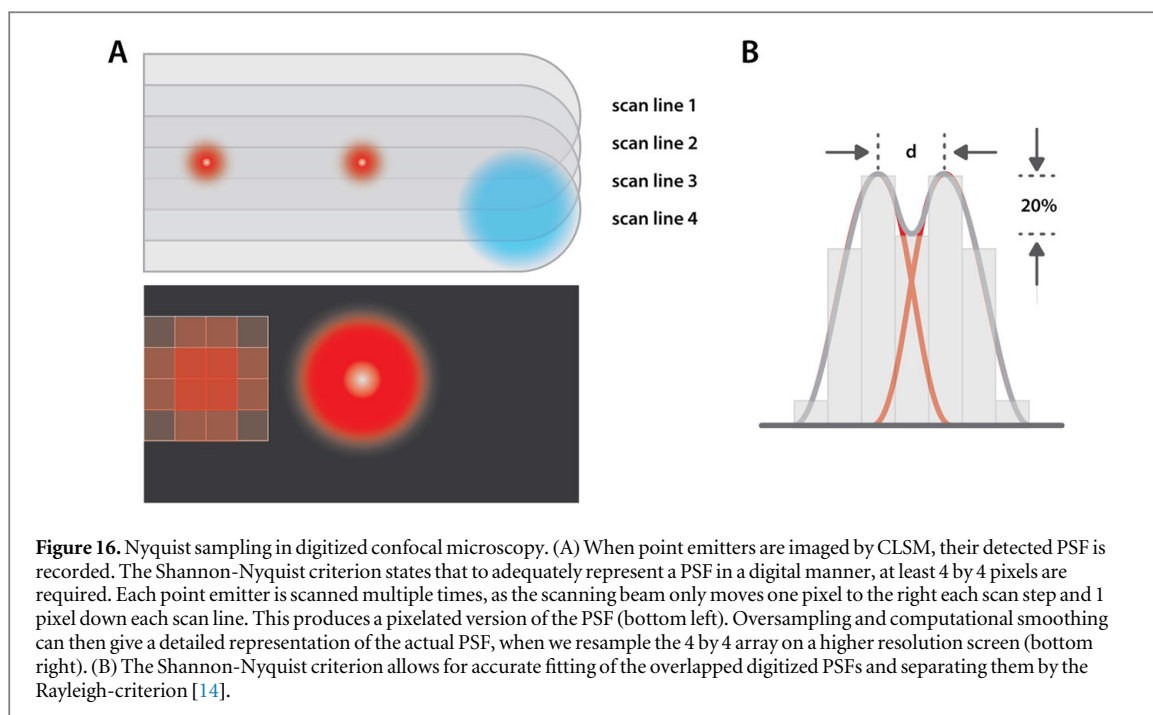 A
B
scan line 1
scan line 2
scan line 3
scan line 4
d
20%
Figure 16. Nyquist sampling in digitized confocal microscopy. (A) When point emitters are imaged by CLSM, their detected PSF is
recorded. The Shannon-Nyquist criterion states that to adequately represent a PSF in a digital manner, at least 4 by 4 pixels are
required. Each point emitter is scanned multiple times, as the scanning beam only moves one pixel to the right each scan step and 1
pixel down each scan line. This produces a pixelated version of the PSF (bottom left). Oversampling and computational smoothing
can then give a detailed representation of the actual PSF, when we resample the 4 by 4 array on a higher resolution screen (bottom
right). (B) The Shannon-Nyquist criterion allows for accurate fitting of the overlapped digitized PSFs and separating them by the
Rayleigh-criterion [14].